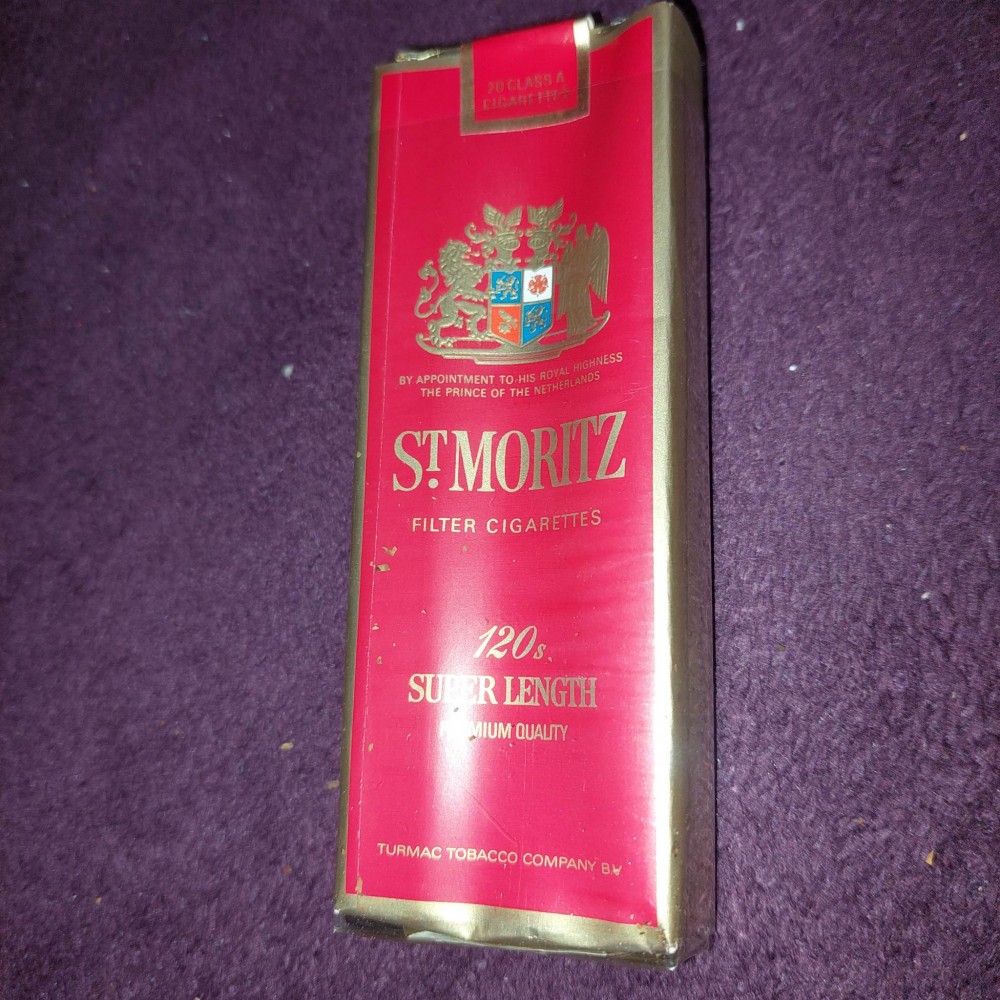 20 CLASS A
CIGARETTES
BY APPOINTMENT TO HIS ROYAL HIGHNESS
THE PRINCE OF THE NETHERLANDS
ST. MORITZ
FILTER CIGARETTES
120s
SUPER LENGTH
PREMIUM QUALITY
TURMAC TOBACCO COMPANY B.V